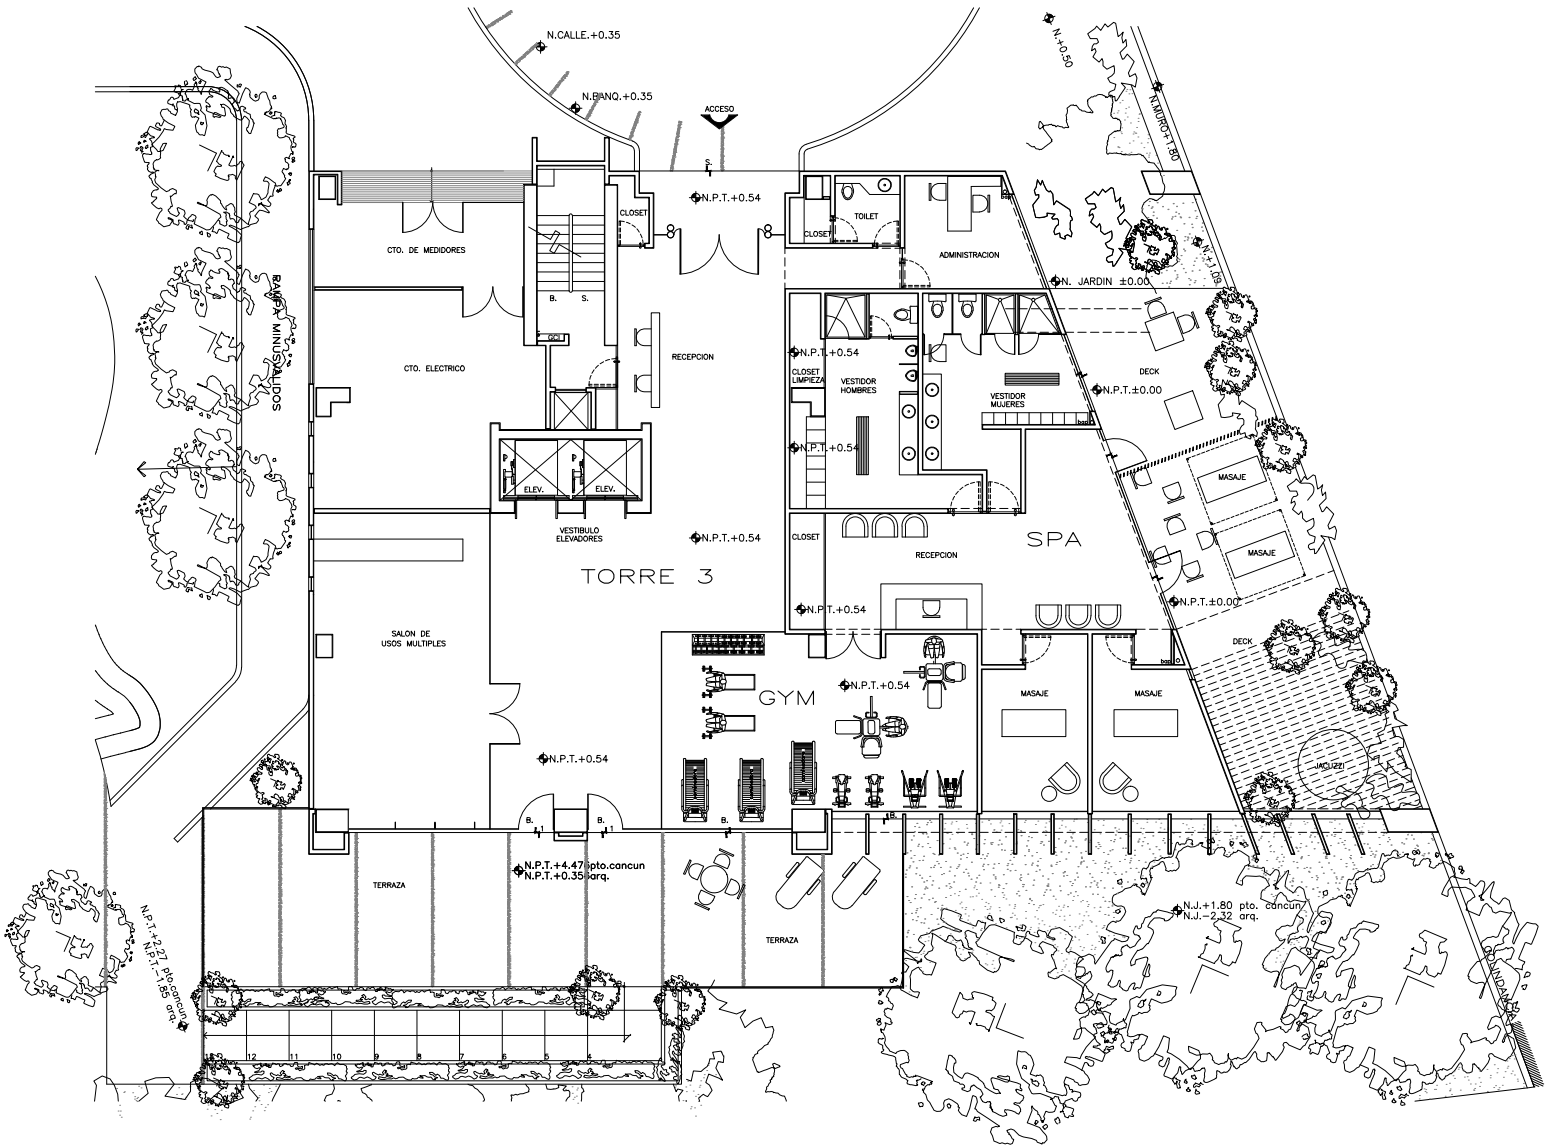 N.CALLE.+0.35
N.+0.50
N.BANQ.+0.35
ACCESO
N.MURO+1.80
S.
N.P.T.+0.54
CLOSET
TOILET
CLOSET
CTO. DE MEDIDORES
ADMINISTRACION
N. JARDIN ±0.00
RAMPA MINUSVALIDOS
B.
S.
GCI
RECEPCION
N.P.T.+0.54
CTO. ELECTRICO
CLOSET
LIMPIEZA
VESTIDOR
HOMBRES
VESTIDOR
MUJERES
DECK
N.P.T.±0.00
N.P.T.+0.54
ELEV.
ELEV.
MASAJE
VESTIBULO
ELEVADORES
N.P.T.+0.54
CLOSET
RECEPCION
SPA
MASAJE
TORRE 3
N.P.T.+0.54
N.P.T.±0.00
SALON DE
USOS MULTIPLES
DECK
GYM
N.P.T.+0.54
MASAJE
MASAJE
N.P.T.+0.54
JACUZZI
B.
B.
B.
B.
N.P.T.+4.47 pto.cancun
N.P.T.+0.35 arq.
TERRAZA
TERRAZA
N.J.+1.80 pto. cancun
N.J.-2.32 arq.
N.P.T.+2.27 pto.cancun
N.P.T.-1.85 arq.
COLINDANCIA
12
11
10
9
8
7
6
5
4